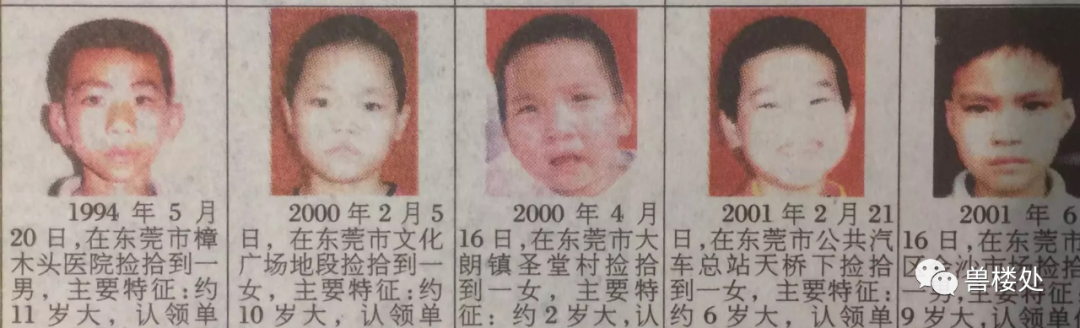 1994 年 5 月
20 日，在东莞市樟
木头医院捡拾到一
男，主要特征：约
11 岁大，认领单
2000 年 2 月 5
日，在东莞市文化
广场地段捡拾到一
女，主要特征：约
10 岁大，认领单
2000 年 4 月
16 日，在东莞市大
朗镇圣堂村捡拾
到一女，主要特
征：约 2 岁大，认
2001 年 2 月 21
日，在东莞市公共汽
车总站天桥下捡拾
到一女，主要特征：
约 6 岁大，认领单
2001 年 6
16 日，在东莞市
区 沙市场捡拾
一男，主要特征
9 岁大，认领单
兽楼处